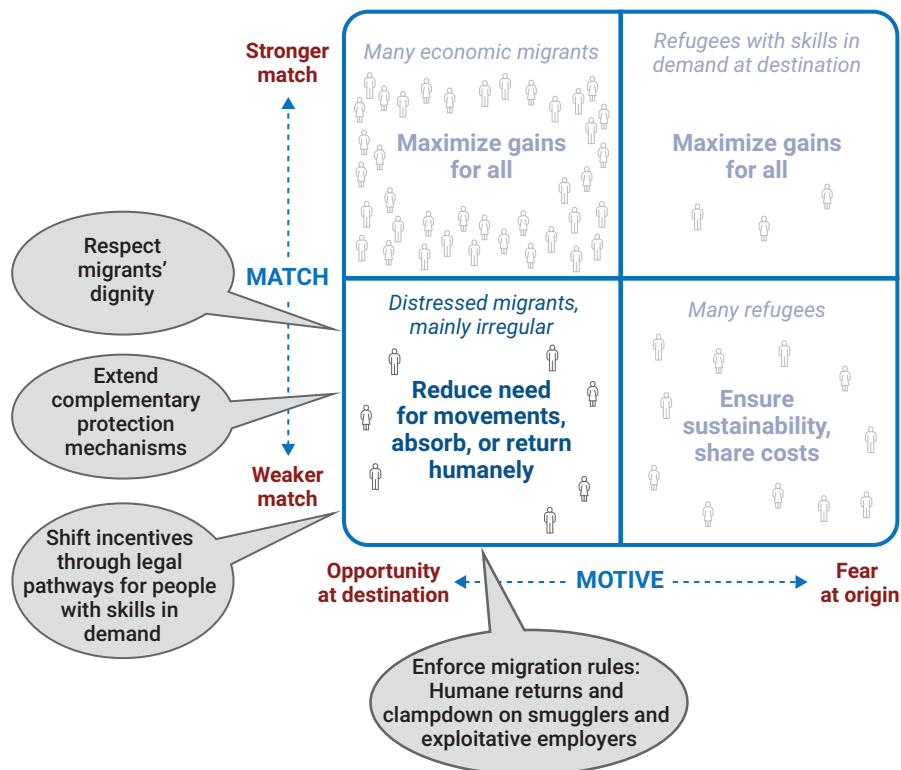 Stronger
match
MATCH
Weaker
match
Many economic migrants
Maximize gains
for all
Refugees with skills in
demand at destination
Maximize gains
for all
Distressed migrants,
mainly irregular
Reduce need
for movements,
absorb, or return
humanely
Many refugees
Ensure
sustainability,
share costs
Respect
migrants’
dignity
Extend
complementary
protection
mechanisms
Shift incentives
through legal
pathways for people
with skills in
demand
Opportunity
at destination
MOTIVE
Fear
at origin
Enforce migration rules:
Humane returns and
clampdown on smugglers and
exploitative employers